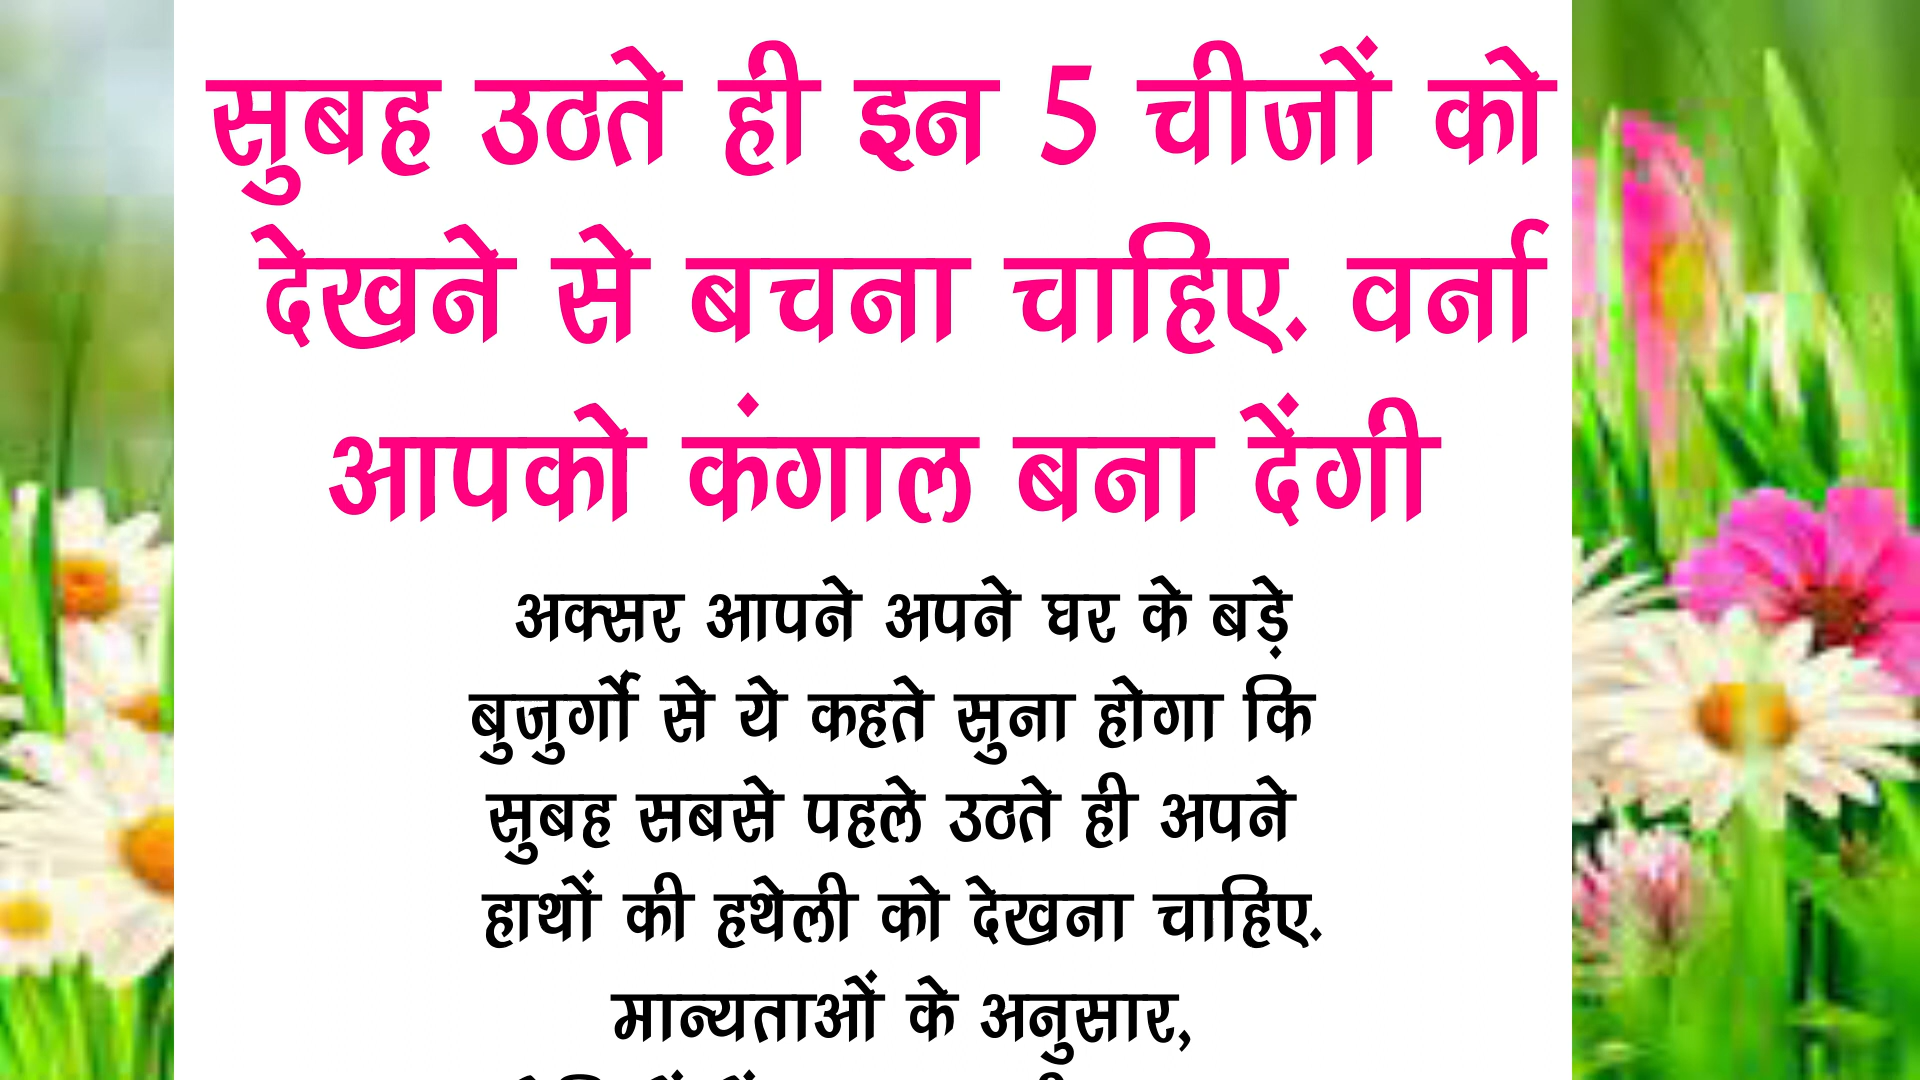 सुबह उठते ही इन 5 चीजों को
देखने से बचना चाहिए. वर्ना
आपको कंगाल बना देंगी
अक्सर आपने अपने घर के बड़े
बुजुर्गो से ये कहते सुना होगा कि
सुबह सबसे पहले उठते ही अपने
हाथों की हथेली को देखना चाहिए.
मान्यताओं के अनुसार,